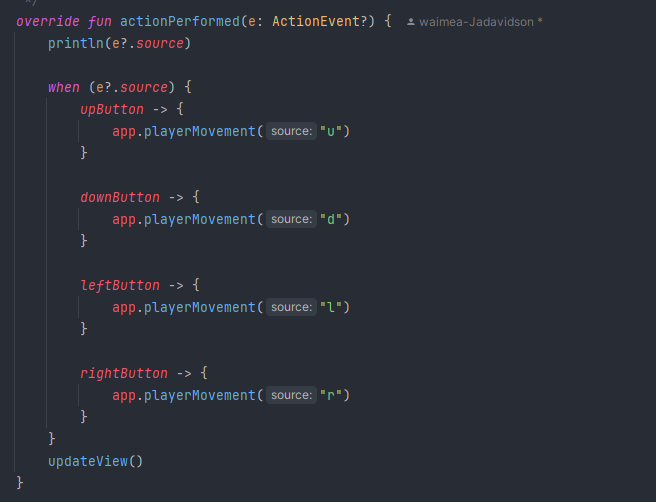 */
override fun actionPerformed(e: ActionEvent?) { waimea-Jadavidson *
println(e?.source)
when (e?.source) {
upButton -> {
app.playerMovement( source: "u")
}
downButton -> {
app.playerMovement( source: "d")
}
leftButton -> {
app.playerMovement( source: "l")
}
rightButton -> {
app.playerMovement( source: "r")
}
}
updateView()
}